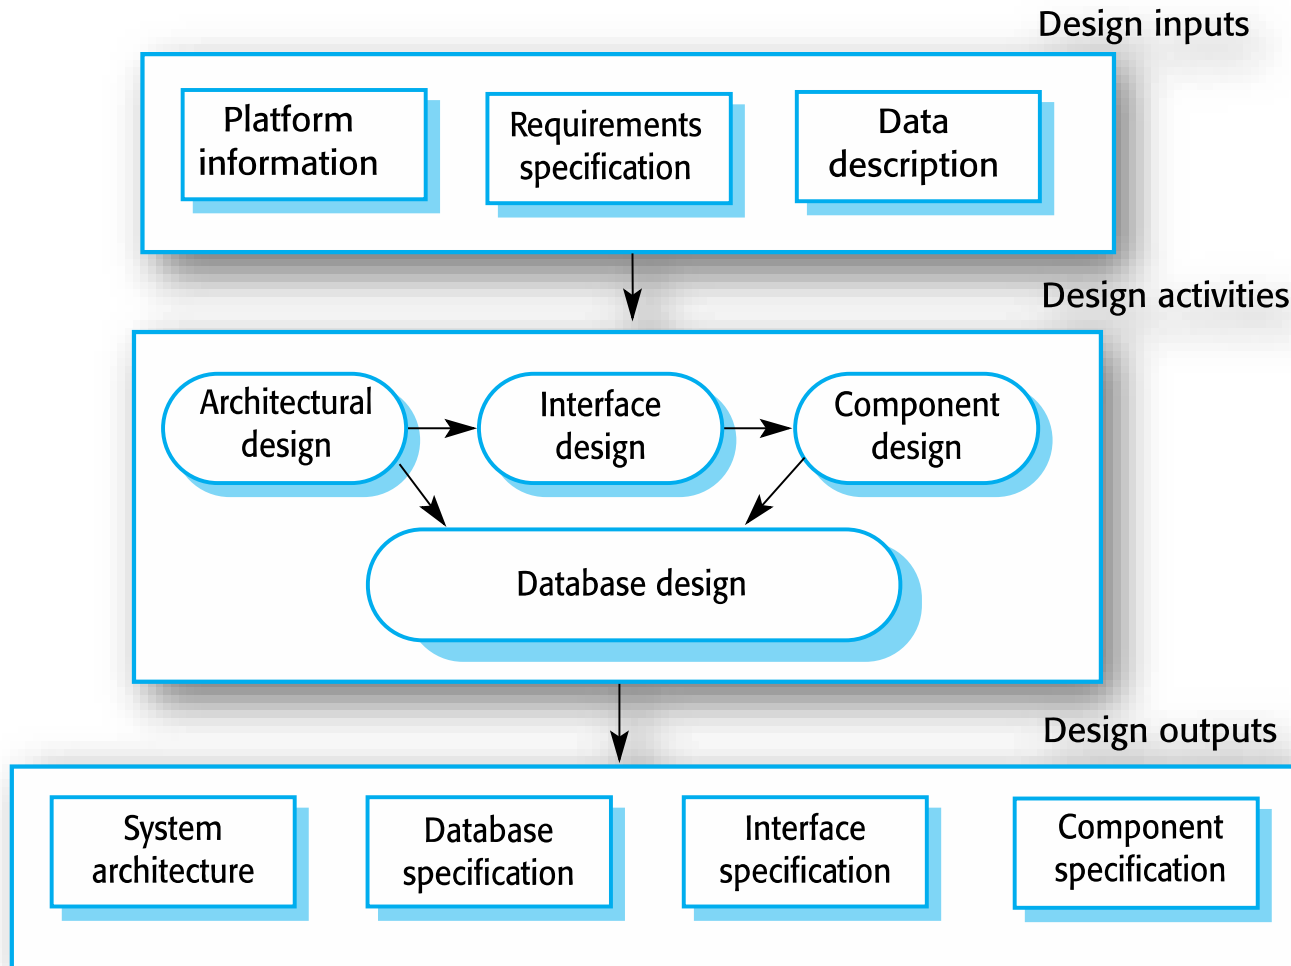 Design inputs
Platform
information
Requirements
specification
Data
description
Design activities
Architectural
design
Interface
design
Component
design
Database design
Design outputs
System
architecture
Database
specification
Interface
specification
Component
specification